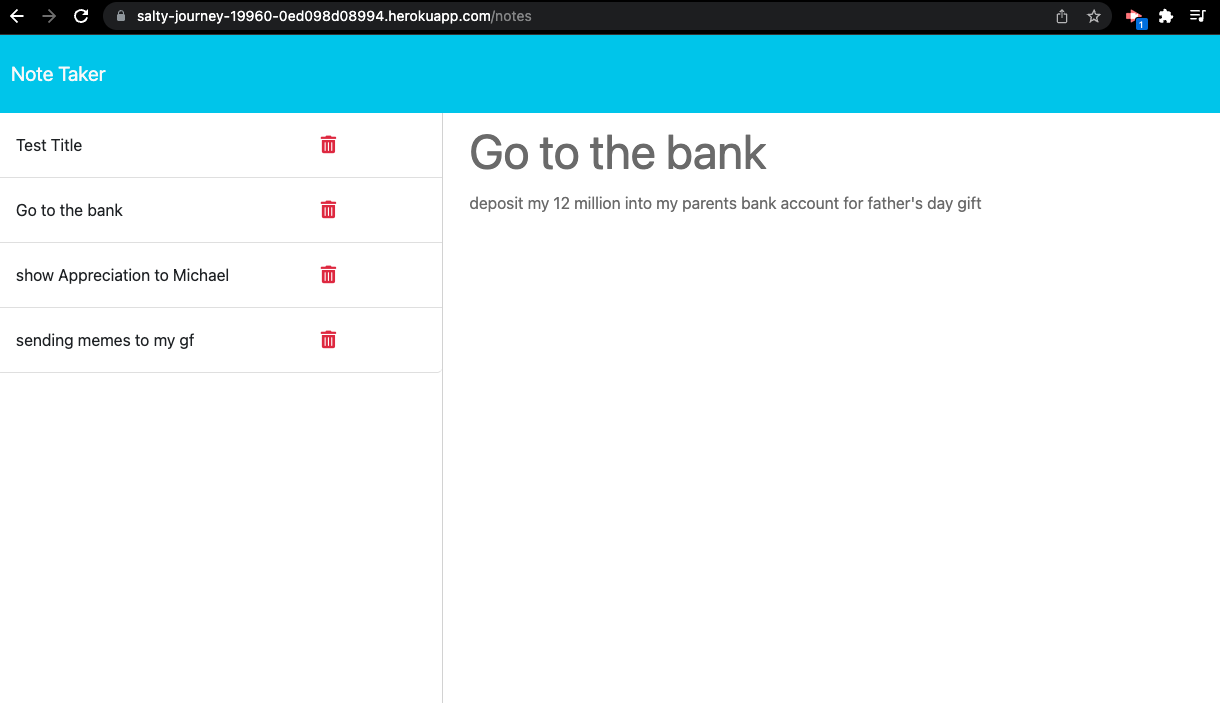 salty-journey-19960-0ed098d08994.herokuapp.com/notes
1
Note Taker
Test Title
Go to the bank
show Appreciation to Michael
sending memes to my gf
Go to the bank
deposit my 12 million into my parents bank account for father's day gift